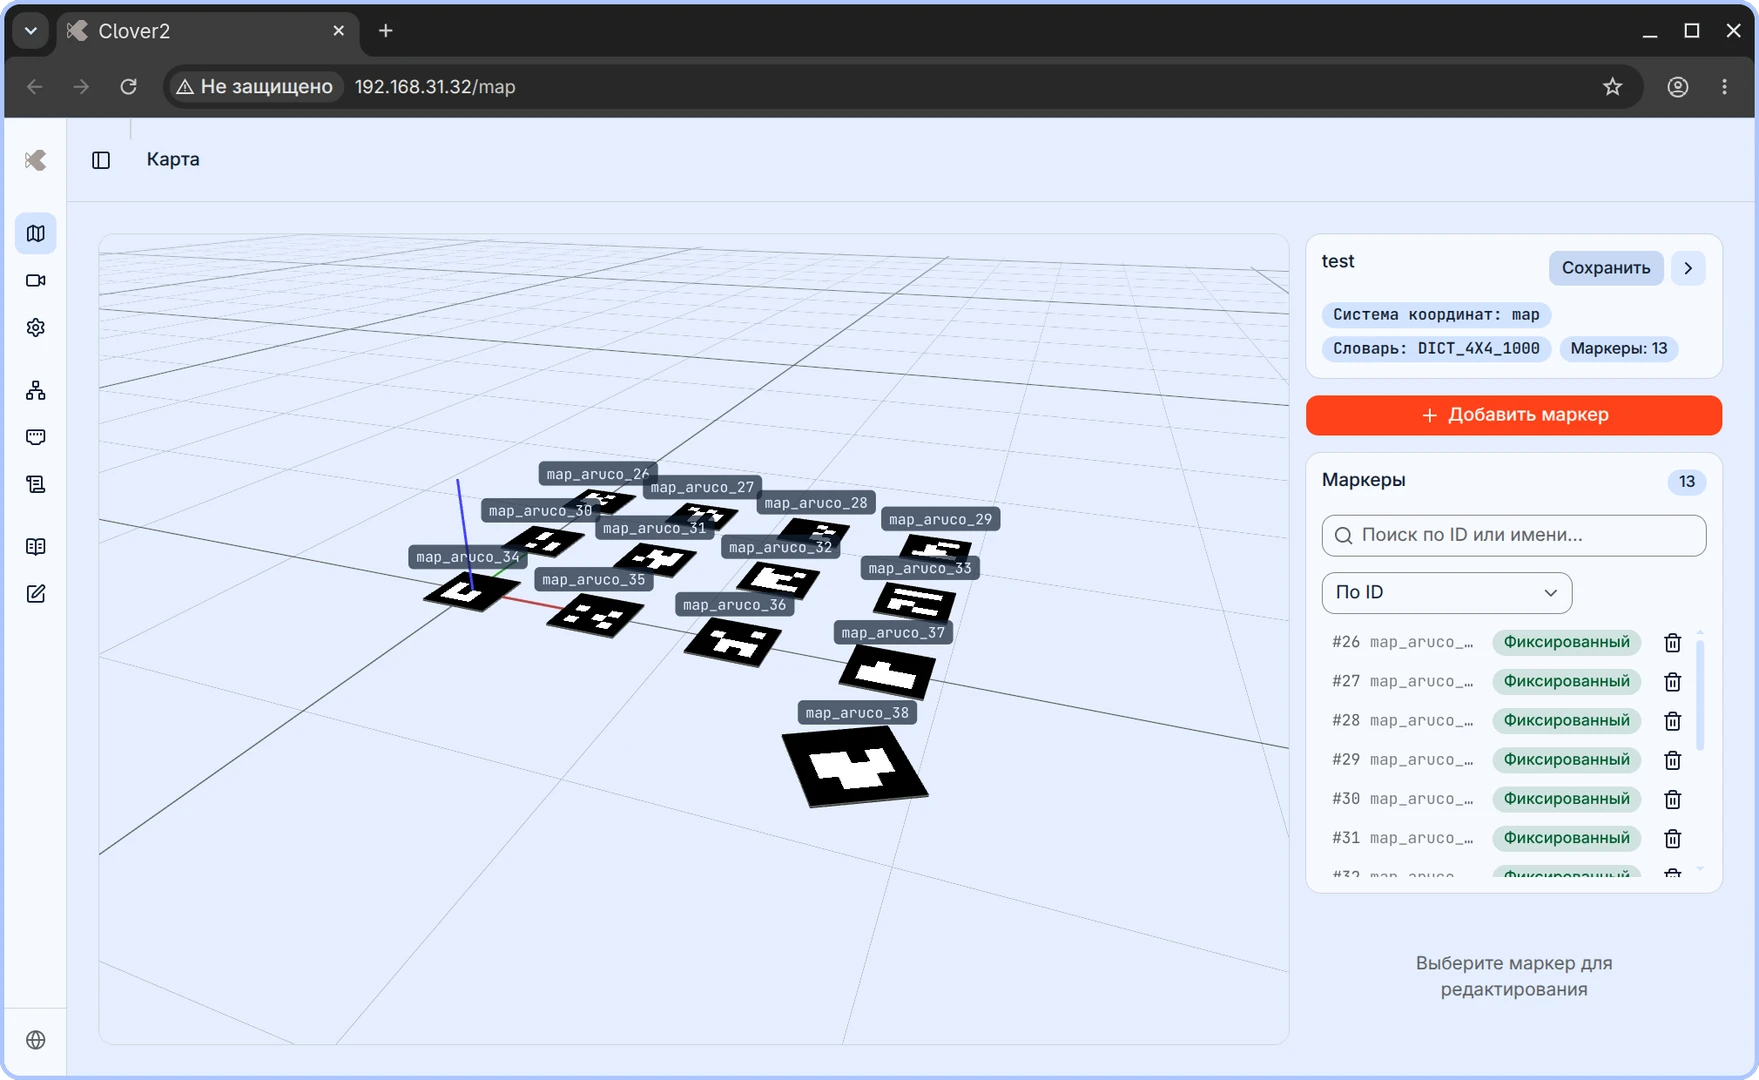 Clover2
Не защищено
192.168.31.32/map
Карта
map_aruco_26
map_aruco_27
map_aruco_28
map_aruco_29
map_aruco_30
map_aruco_31
map_aruco_32
map_aruco_33
map_aruco_34
map_aruco_35
map_aruco_36
map_aruco_37
map_aruco_38
test
Сохранить
Система координат: map
Словарь: DICT_4X4_1000
Маркеры: 13
+ Добавить маркер
Маркеры
13
Поиск по ID или имени...
По ID
#26 map_aruco_… Фиксированный
#27 map_aruco_… Фиксированный
#28 map_aruco_… Фиксированный
#29 map_aruco_… Фиксированный
#30 map_aruco_… Фиксированный
#31 map_aruco_… Фиксированный
#32 map_aruco_… Фиксированный
Выберите маркер для
редактирования